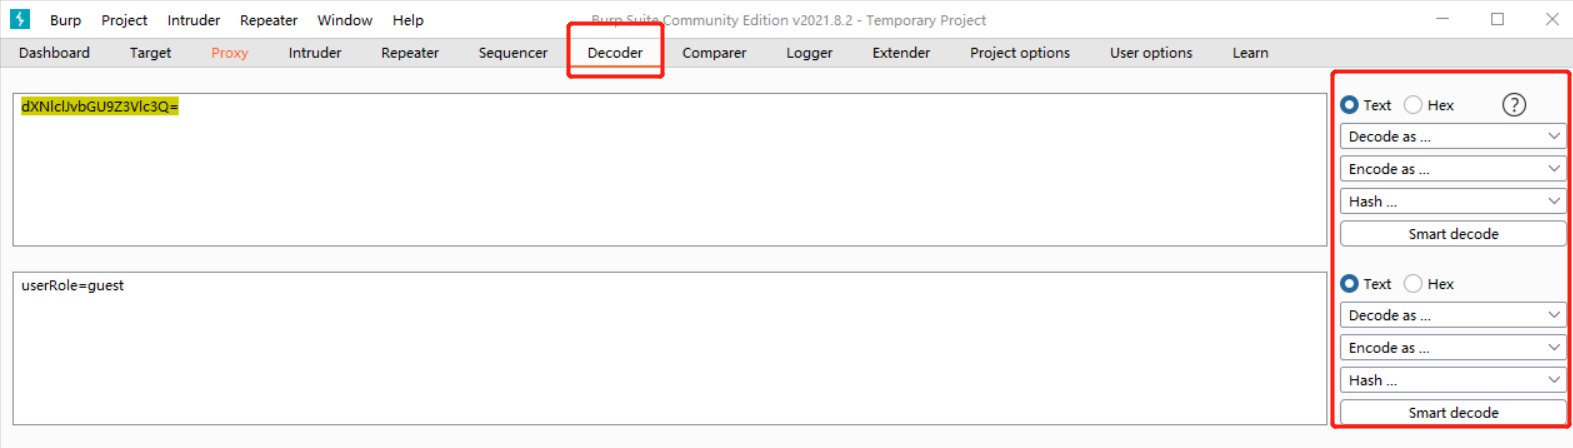 Burp Project Intruder Repeater Window Help Burp Suite Community Edition v2021.8.2 - Temporary Project
Dashboard Target Proxy Intruder Repeater Sequencer Decoder Comparer Logger Extender Project options User options Learn
dXNlclJvbGU9Z3Vlc3Q=
Text Hex ?
Decode as ...
Encode as ...
Hash ...
Smart decode
userRole=guest
Text Hex
Decode as ...
Encode as ...
Hash ...
Smart decode